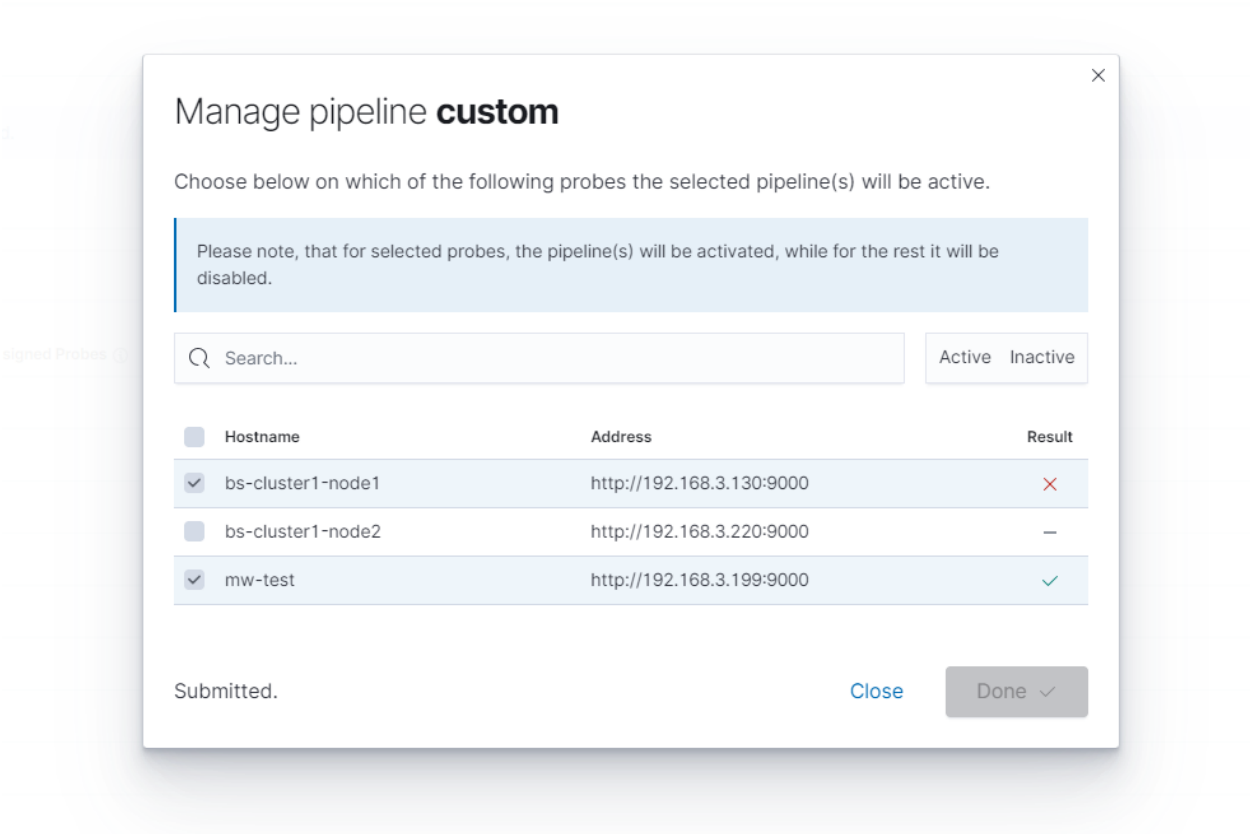 Manage pipeline custom
Choose below on which of the following probes the selected pipeline(s) will be active.
Please note, that for selected probes, the pipeline(s) will be activated, while for the rest it will be
disabled.
Search...
Active Inactive
Hostname Address Result
bs-cluster1-node1 http://192.168.3.130:9000
bs-cluster1-node2 http://192.168.3.220:9000 –
mw-test http://192.168.3.199:9000
signed Probes
Submitted.
Close Done